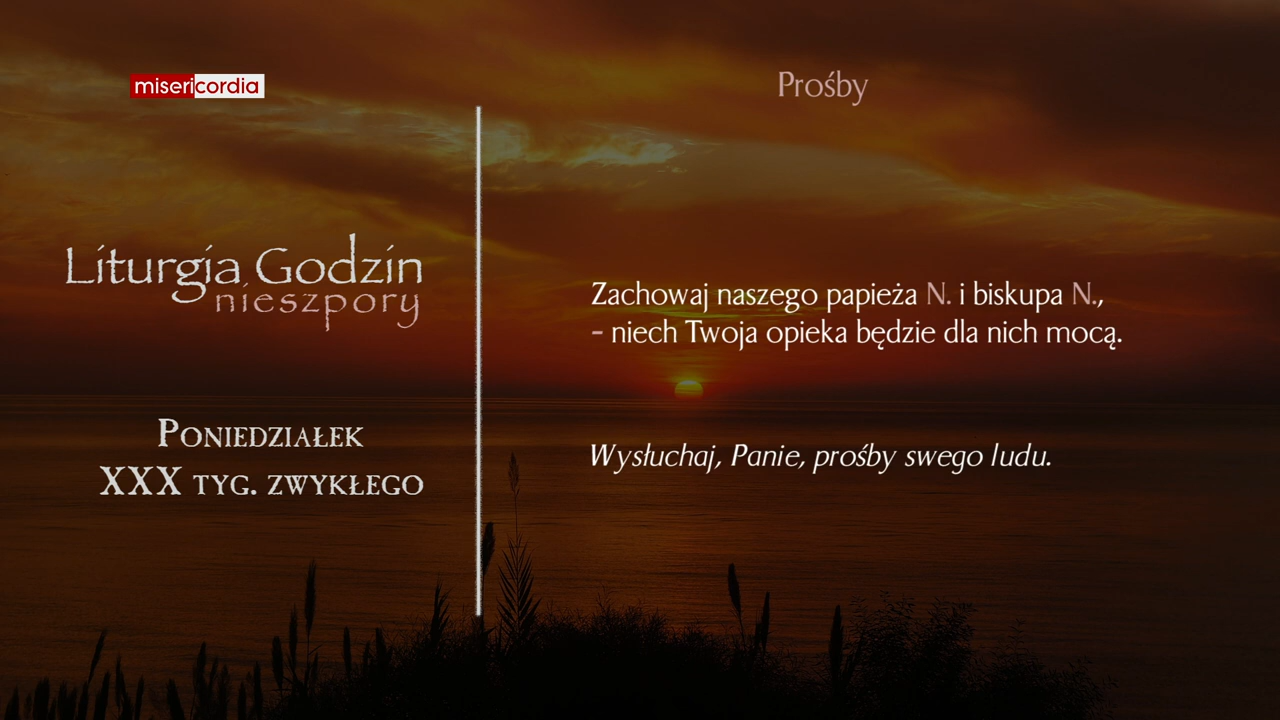 misericordia
Prośby
Liturgia Godzin
nieszpory
Zachowaj naszego papieża N. i biskupa N.,
– niech Twoja opieka będzie dla nich mocą.
Poniedziałek
XXX tyg. zwykłego
Wysłuchaj, Panie, prośby swego ludu.